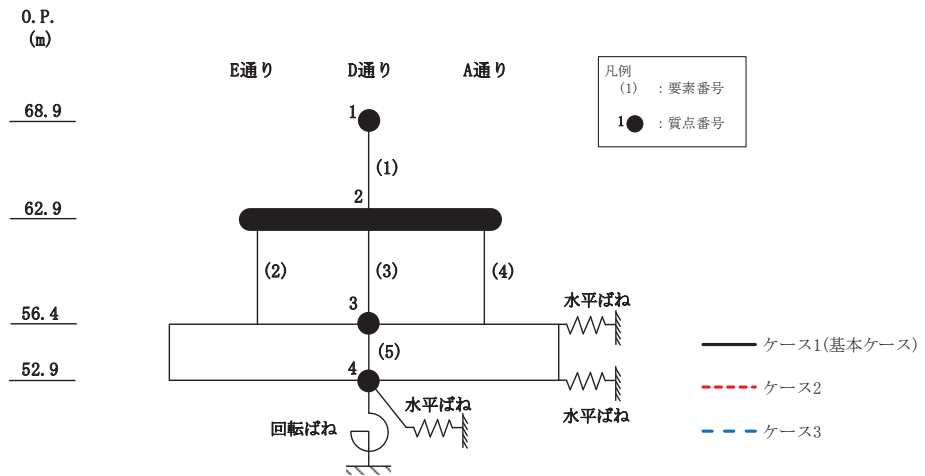 O.P.
(m)
E通り D通り A通り
凡例
(1) : 要素番号
1 : 質点番号
68.9
1
(1)
2
62.9
(2) (3) (4)
3
水平ばね
56.4
(5)
ケース1(基本ケース)
52.9
4
ケース2
水平ばね
水平ばね
回転ばね
ケース3